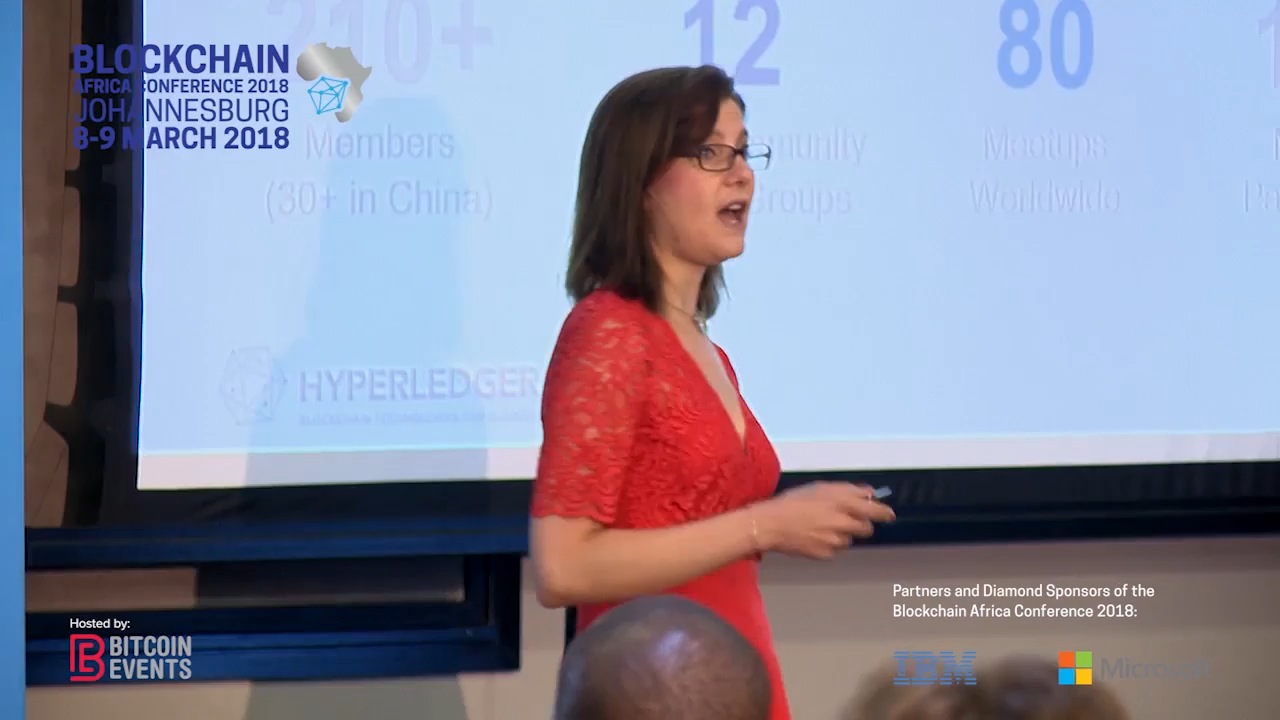 210+
12
80
BLOCKCHAIN
AFRICA CONFERENCE 2018
JOHANNESBURG
8-9 MARCH 2018
Members
(30+ in China)
Groups
Meetups
Worldwide
HYPERLEDGER
Partners and Diamond Sponsors of the
Blockchain Africa Conference 2018:
Hosted by:
BITCOIN
EVENTS
IBM
Microsoft